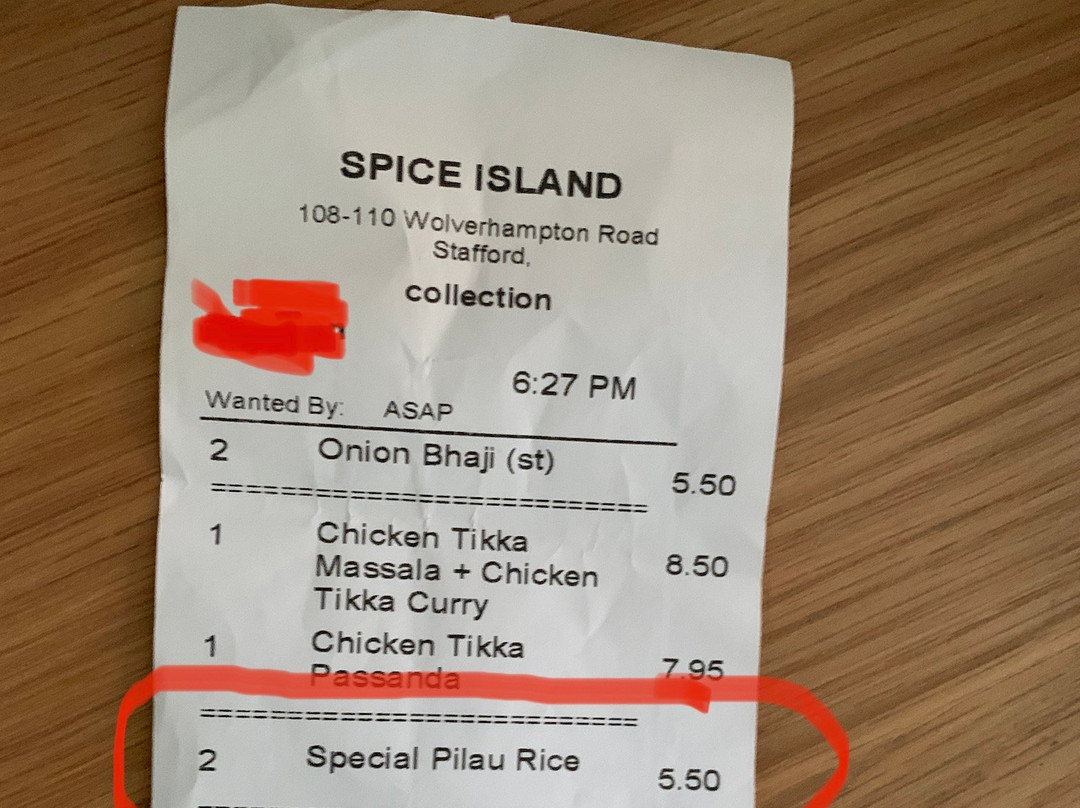 SPICE ISLAND
108-110 Wolverhampton Road
Stafford,
collection
6:27 PM
Wanted By: ASAP
2 Onion Bhaji (st) 5.50
===========================
1 Chicken Tikka 8.50
Massala + Chicken
Tikka Curry
1 Chicken Tikka 7.95
Passanda
===========================
2 Special Pilau Rice 5.50